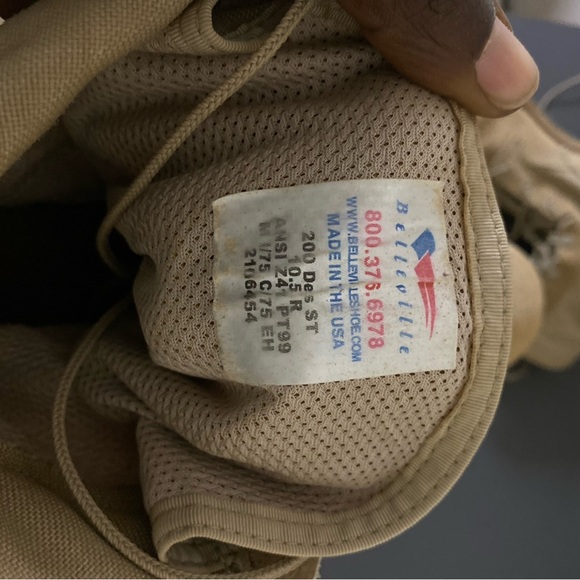 Belleville
800.376.6978
WWW.BELLEVILLESHOE.COM
MADE IN THE USA
200 Des ST
10.5 R
ANSI Z41 PT99
M I/75 C/75 EH
2106454